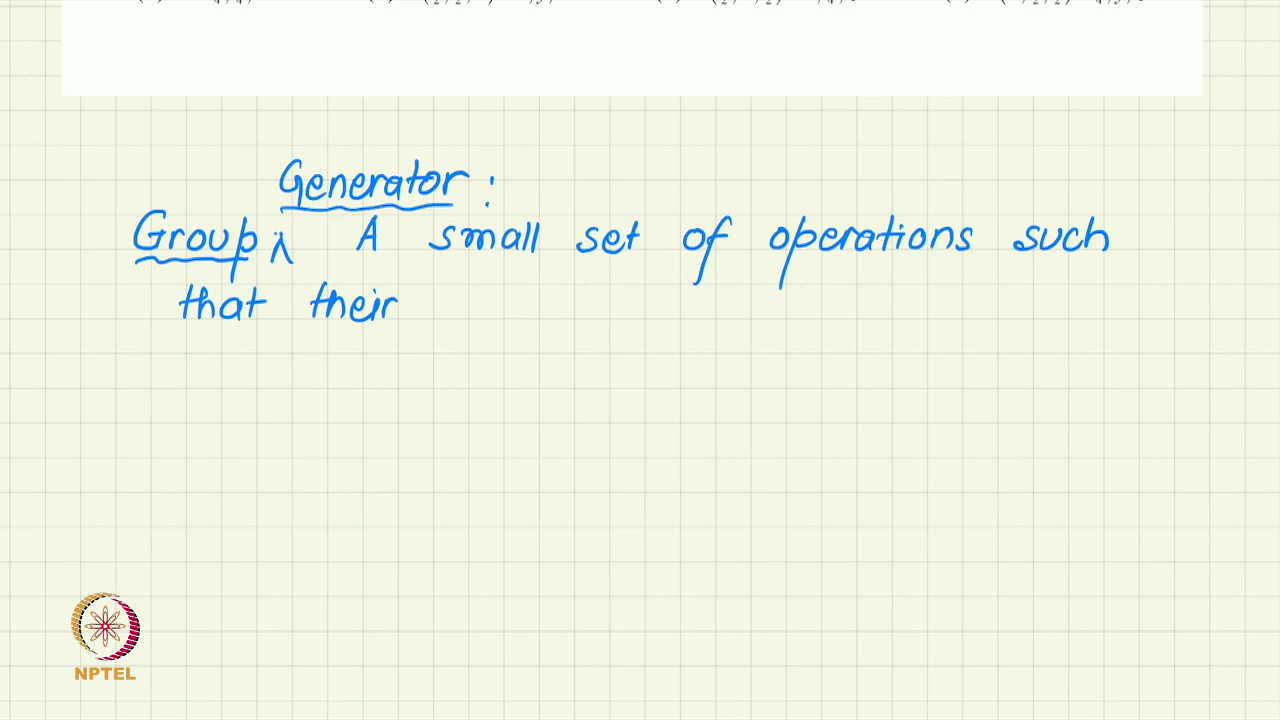 Generator :
Group A small set of operations such
that their
NPTEL